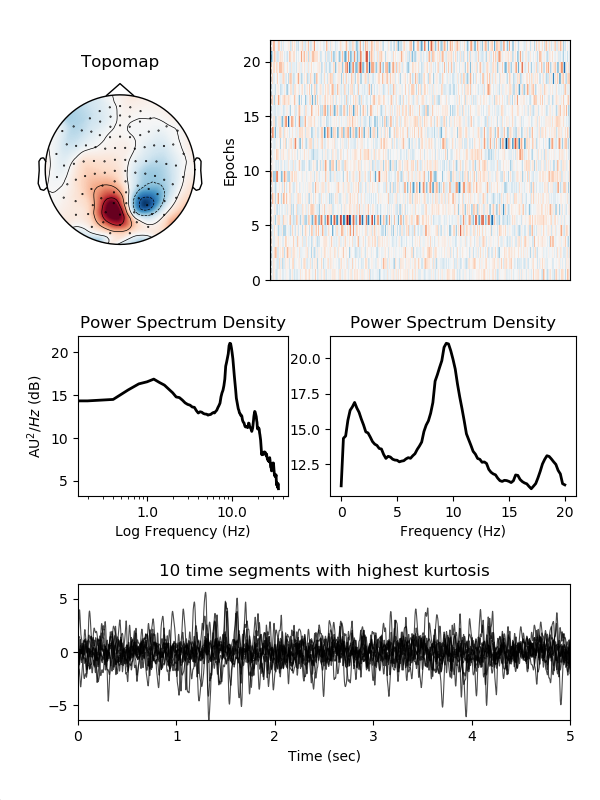 Topomap
Epochs
20
15
10
5
0
Power Spectrum Density
AU²/Hz (dB)
20
15
10
5
1.0 10.0
Log Frequency (Hz)
Power Spectrum Density
20.0
17.5
15.0
12.5
0 5 10 15 20
Frequency (Hz)
10 time segments with highest kurtosis
5
0
−5
0 1 2 3 4 5
Time (sec)